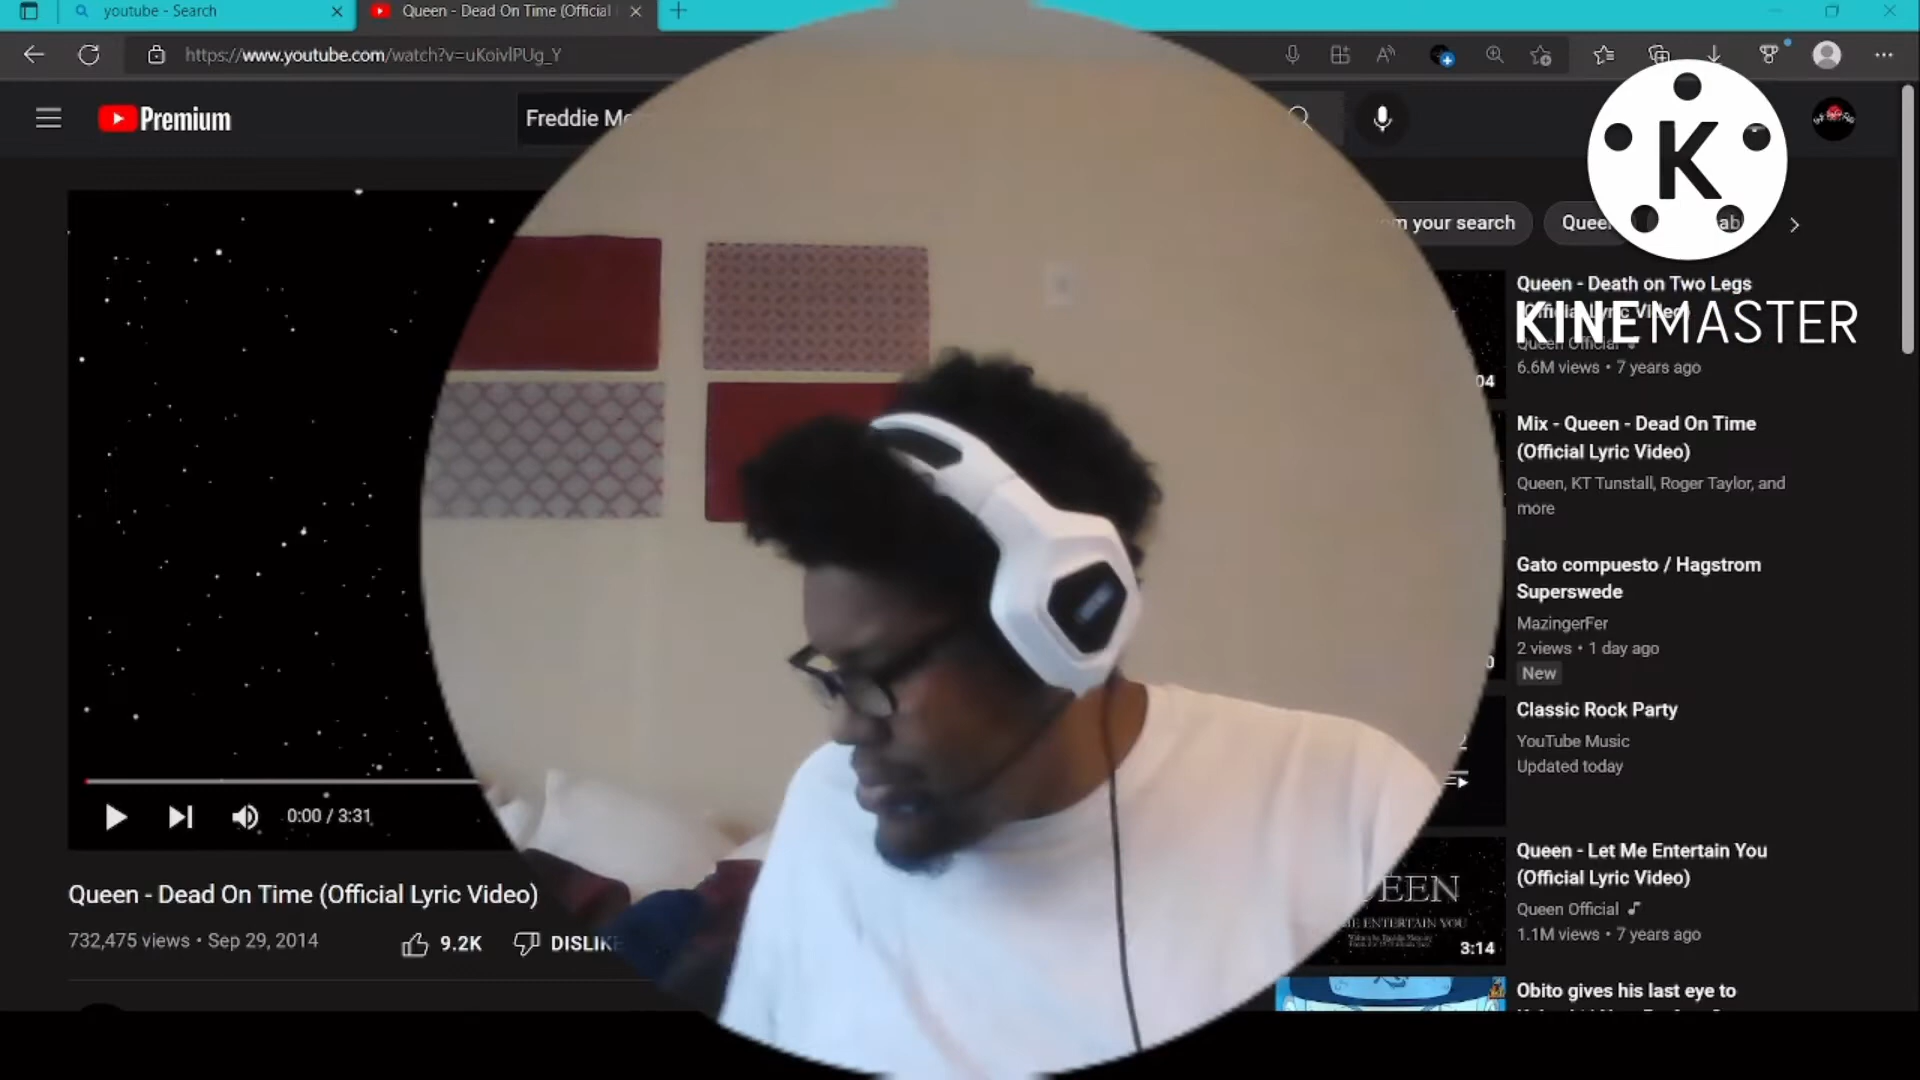 youtube - Search
Queen - Dead On Time (Official
https://www.youtube.com/watch?v=uKoivlPUg_Y
Premium
Freddie
your search
K
KINEMASTER
Queen - Death on Two Legs
Queen Official
6.6M views • 7 years ago
04
Mix - Queen - Dead On Time
(Official Lyric Video)
Queen, KT Tunstall, Roger Taylor, and
more
Gato compuesto / Hagstrom
Superswede
MazingerFer
2 views • 1 day ago
New
Classic Rock Party
YouTube Music
Updated today
0:00 / 3:31
Queen - Dead On Time (Official Lyric Video)
732,475 views • Sep 29, 2014
9.2K
Queen - Let Me Entertain You
(Official Lyric Video)
Queen Official
1.1M views • 7 years ago
ENTERTAIN YOU
3:14
Obito gives his last eye to